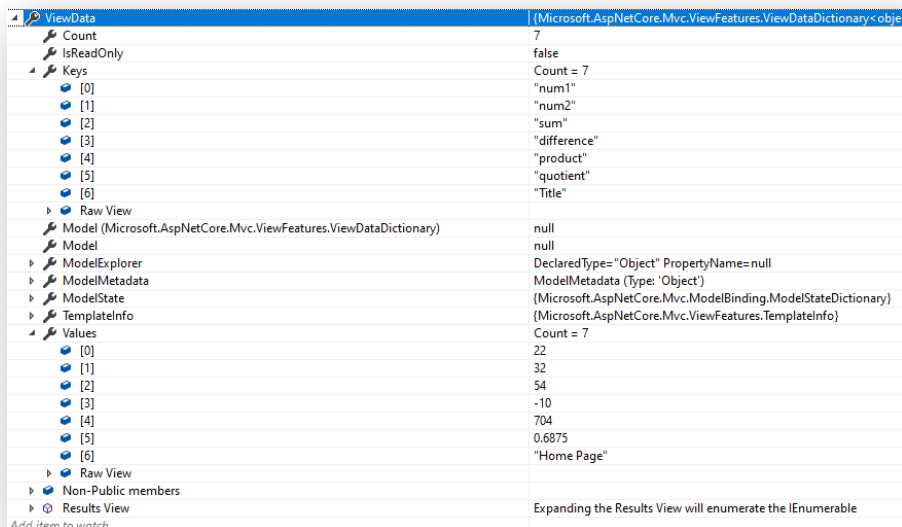 ViewData {Microsoft.AspNetCore.Mvc.ViewFeatures.ViewDataDictionary<obje
Count 7
IsReadOnly false
Keys Count = 7
[0] "num1"
[1] "num2"
[2] "sum"
[3] "difference"
[4] "product"
[5] "quotient"
[6] "Title"
Raw View
Model (Microsoft.AspNetCore.Mvc.ViewFeatures.ViewDataDictionary) null
Model null
ModelExplorer DeclaredType="Object" PropertyName=null
ModelMetadata ModelMetadata (Type: 'Object')
ModelState {Microsoft.AspNetCore.Mvc.ModelBinding.ModelStateDictionary}
TemplateInfo {Microsoft.AspNetCore.Mvc.ViewFeatures.TemplateInfo}
Values Count = 7
[0] 22
[1] 32
[2] 54
[3] -10
[4] 704
[5] 0.6875
[6] "Home Page"
Raw View
Non-Public members
Results View Expanding the Results View will enumerate the IEnumerable
Add item to watch